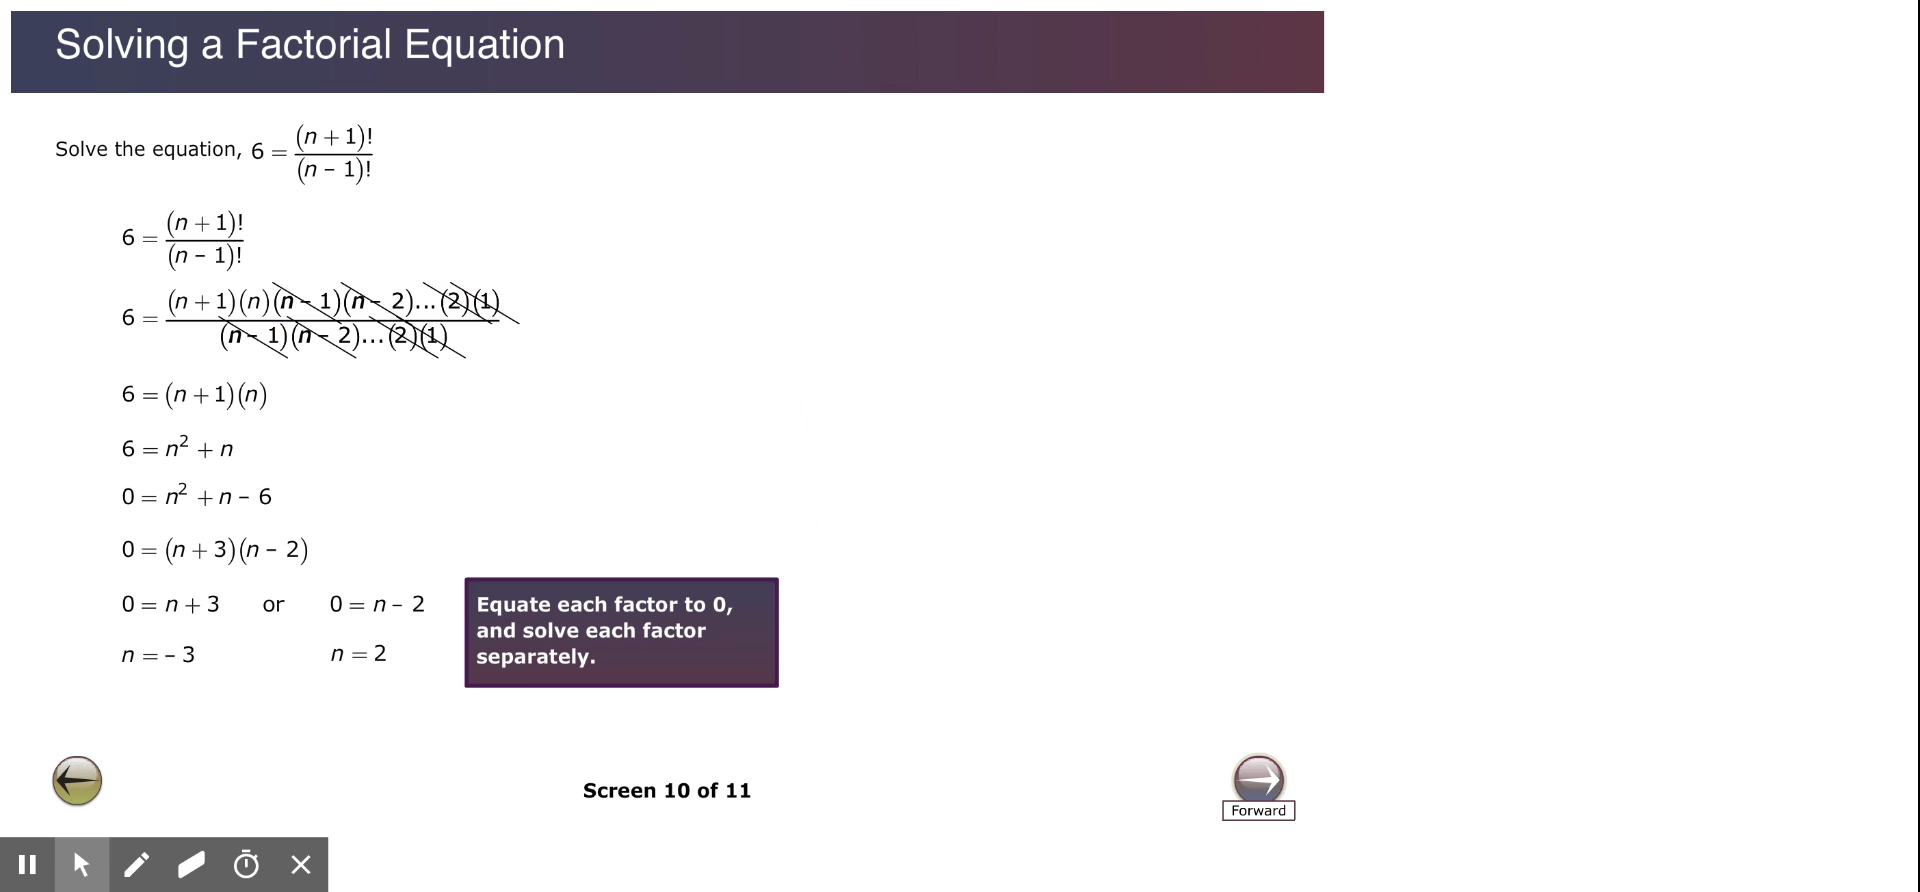 Solving a Factorial Equation
Solve the equation, 6 = (n + 1)! / (n – 1)!
6 = (n + 1)! / (n – 1)!
6 = (n + 1)(n)(n – 1)(n – 2)...(2)(1) / (n – 1)(n – 2)...(2)(1)
6 = (n + 1)(n)
6 = n² + n
0 = n² + n – 6
0 = (n + 3)(n – 2)
0 = n + 3 or 0 = n – 2
n = – 3 n = 2
Equate each factor to 0,
and solve each factor
separately.
Screen 10 of 11
Forward